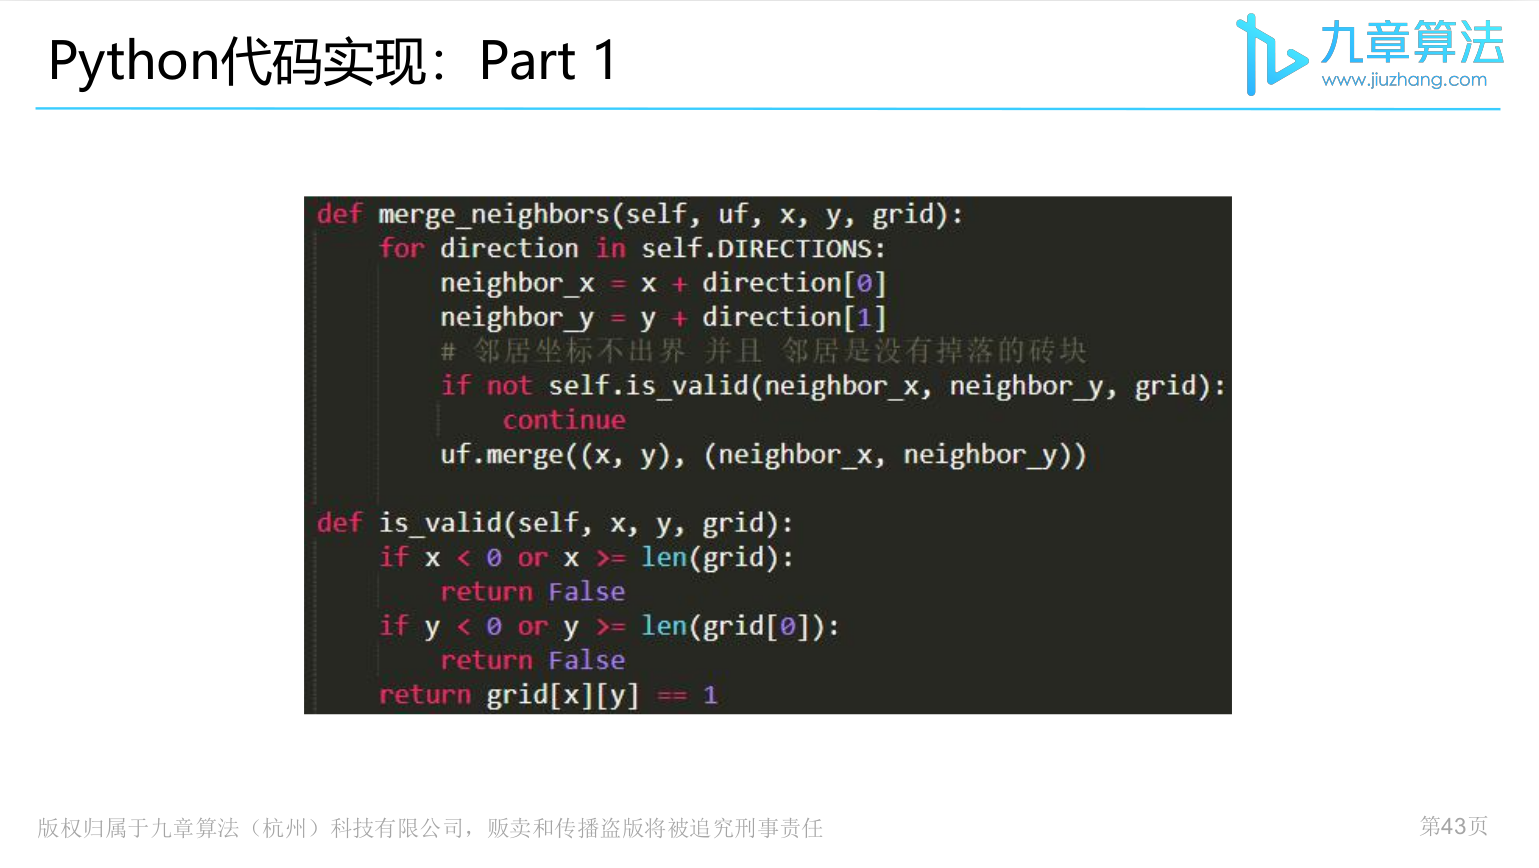 Python代码实现：Part 1
九章算法
www.jiuzhang.com
def merge_neighbors(self, uf, x, y, grid):
    for direction in self.DIRECTIONS:
        neighbor_x = x + direction[0]
        neighbor_y = y + direction[1]
        # 邻居坐标不出界 并且 邻居是没有掉落的砖块
        if not self.is_valid(neighbor_x, neighbor_y, grid):
            continue
        uf.merge((x, y), (neighbor_x, neighbor_y))
def is_valid(self, x, y, grid):
    if x < 0 or x >= len(grid):
        return False
    if y < 0 or y >= len(grid[0]):
        return False
    return grid[x][y] == 1
版权归属于九章算法（杭州）科技有限公司，贩卖和传播盗版将被追究刑事责任
第43页